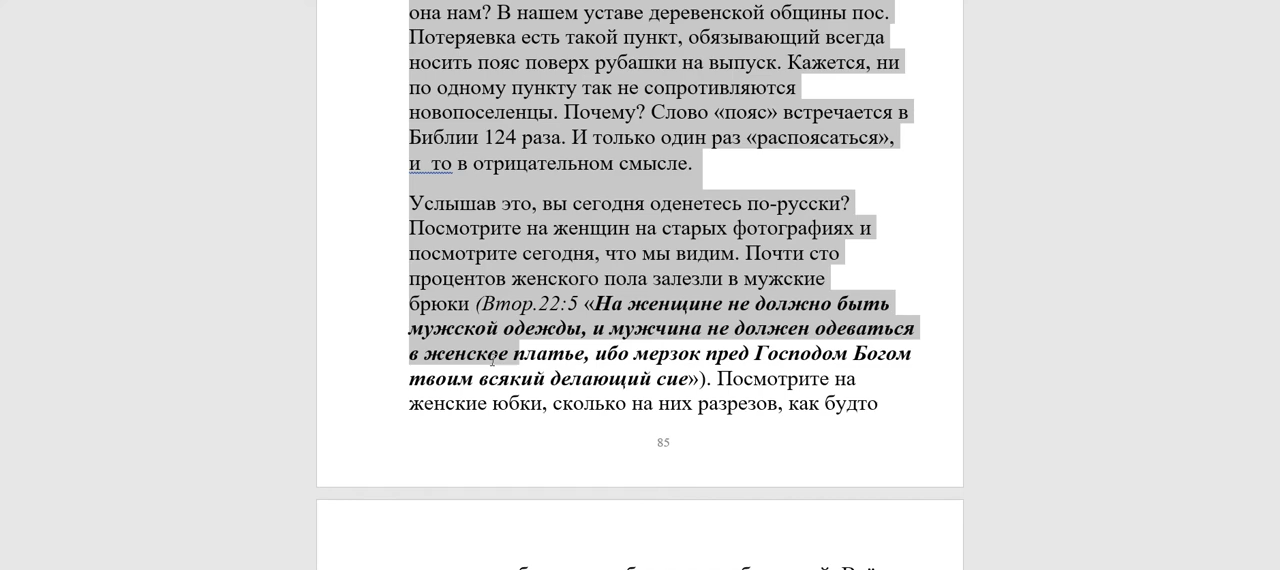 она нам? В нашем уставе деревенской общины пос.
Потеряевка есть такой пункт, обязывающий всегда
носить пояс поверх рубашки на выпуск. Кажется, ни
по одному пункту так не сопротивляются
новопоселенцы. Почему? Слово «пояс» встречается в
Библии 124 раза. И только один раз «распоясаться»,
и  то в отрицательном смысле.
Услышав это, вы сегодня оденетесь по-русски?
Посмотрите на женщин на старых фотографиях и
посмотрите сегодня, что мы видим. Почти сто
процентов женского пола залезли в мужские
брюки (Втор.22:5 «На женщине не должно быть
мужской одежды, и мужчина не должен одеваться
в женское платье, ибо мерзок пред Господом Богом
твоим всякий делающий сие»). Посмотрите на
женские юбки, сколько на них разрезов, как будто
85